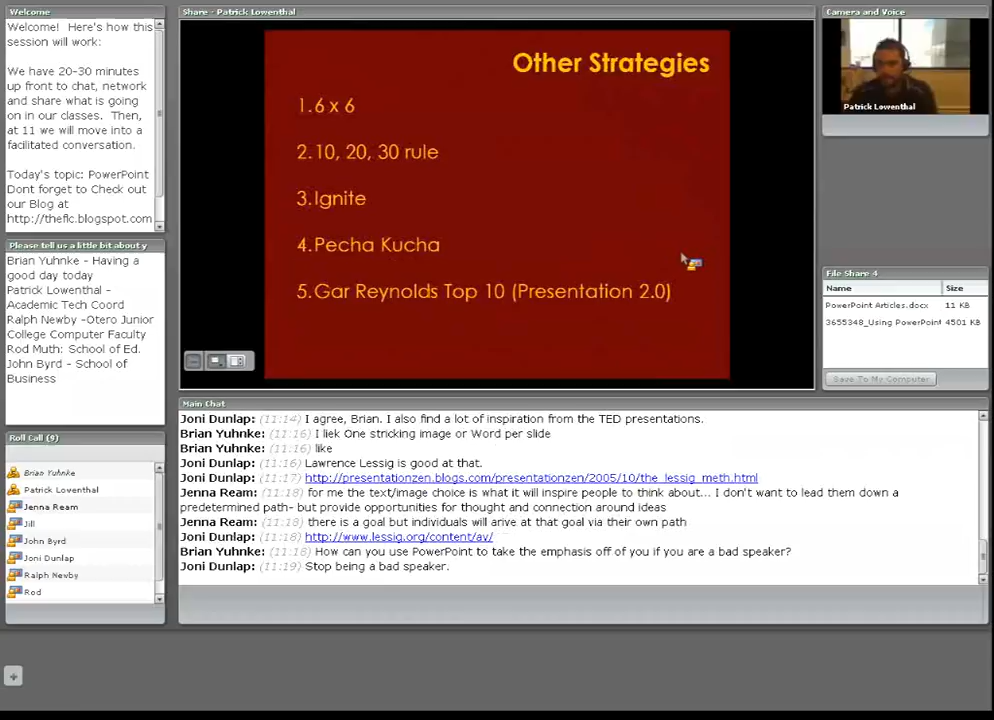 Welcome
Welcome! Here's how this
session will work:
We have 20-30 minutes
up front to chat, network
and share what is going
on in our classes. Then,
at 11 we will move into a
facilitated conversation.
Today's topic: PowerPoint
Dont forget to Check out
our Blog at
http://theflc.blogspot.com
Please tell us a little bit about y
Brian Yuhnke - Having a
good day today
Patrick Lowenthal -
Academic Tech Coord
Ralph Newby -Otero Junior
College Computer Faculty
Rod Muth: School of Ed.
John Byrd - School of
Business
Roll Call (9)
Brian Yuhnke
Patrick Lowenthal
Jenna Ream
Jill
John Byrd
Joni Dunlap
Ralph Newby
Rod
Share - Patrick Lowenthal
Other Strategies
1.6 x 6
2.10, 20, 30 rule
3.Ignite
4.Pecha Kucha
5.Gar Reynolds Top 10 (Presentation 2.0)
Main Chat
Joni Dunlap: (11:14) I agree, Brian. I also find a lot of inspiration from the TED presentations.
Brian Yuhnke: (11:16) I liek One stricking image or Word per slide
Brian Yuhnke: (11:16) like
Joni Dunlap: (11:16) Lawrence Lessig is good at that.
Joni Dunlap: (11:17) http://presentationzen.blogs.com/presentationzen/2005/10/the_lessig_meth.html
Jenna Ream: (11:18) for me the text/image choice is what it will inspire people to think about... I don't want to lead them down a
predetermined path- but provide opportunities for thought and connection around ideas
Jenna Ream: (11:18) there is a goal but individuals will arive at that goal via their own path
Joni Dunlap: (11:18) http://www.lessig.org/content/av/
Brian Yuhnke: (11:18) How can you use PowerPoint to take the emphasis off of you if you are a bad speaker?
Joni Dunlap: (11:19) Stop being a bad speaker.
Camera and Voice
Patrick Lowenthal
File Share 4
Name Size
PowerPoint Articles.docx 11 KB
3655348_Using PowerPoint 4501 KB
Save To My Computer